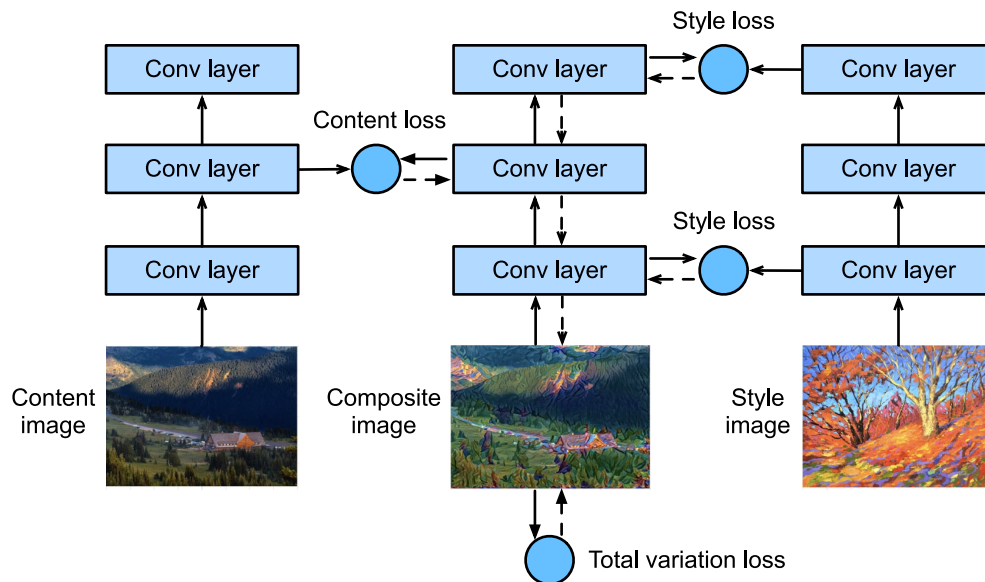 Style loss
Conv layer
Conv layer
Conv layer
Content loss
Conv layer
Conv layer
Conv layer
Style loss
Conv layer
Conv layer
Conv layer
Content
image
Composite
image
Style
image
Total variation loss